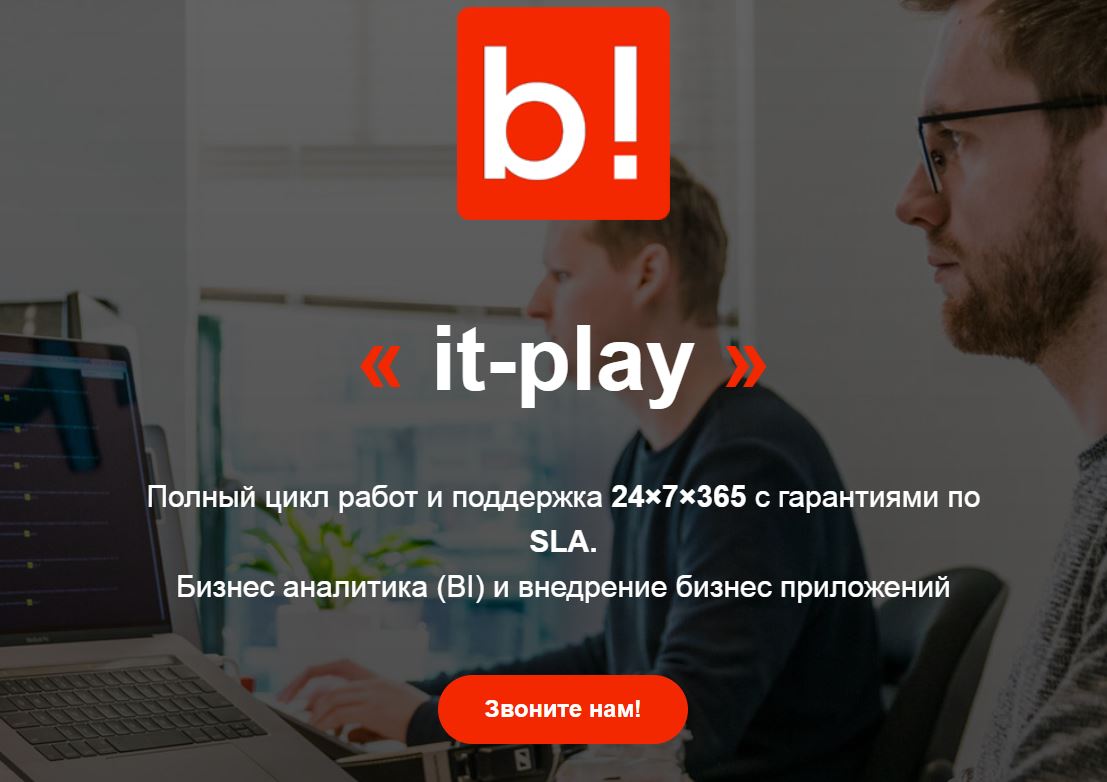 b!
« it-play »
Полный цикл работ и поддержка 24×7×365 с гарантиями по
SLA.
Бизнес аналитика (BI) и внедрение бизнес приложений
Звоните нам!